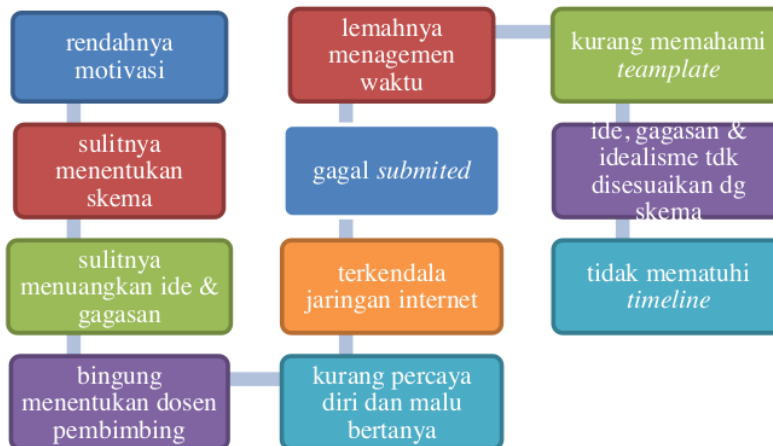 rendahnya
motivasi
sulitnya
menentukan
skema
sulitnya
menuangkan ide &
gagasan
bingung
menentukan dosen
pembimbing
kurang percaya
diri dan malu
bertanya
terkendala
jaringan internet
gagal submited
lemahnya
menagemen
waktu
kurang memahami
teamplate
ide, gagasan &
idealisme tdk
disesuaikan dg
skema
tidak mematuhi
timeline